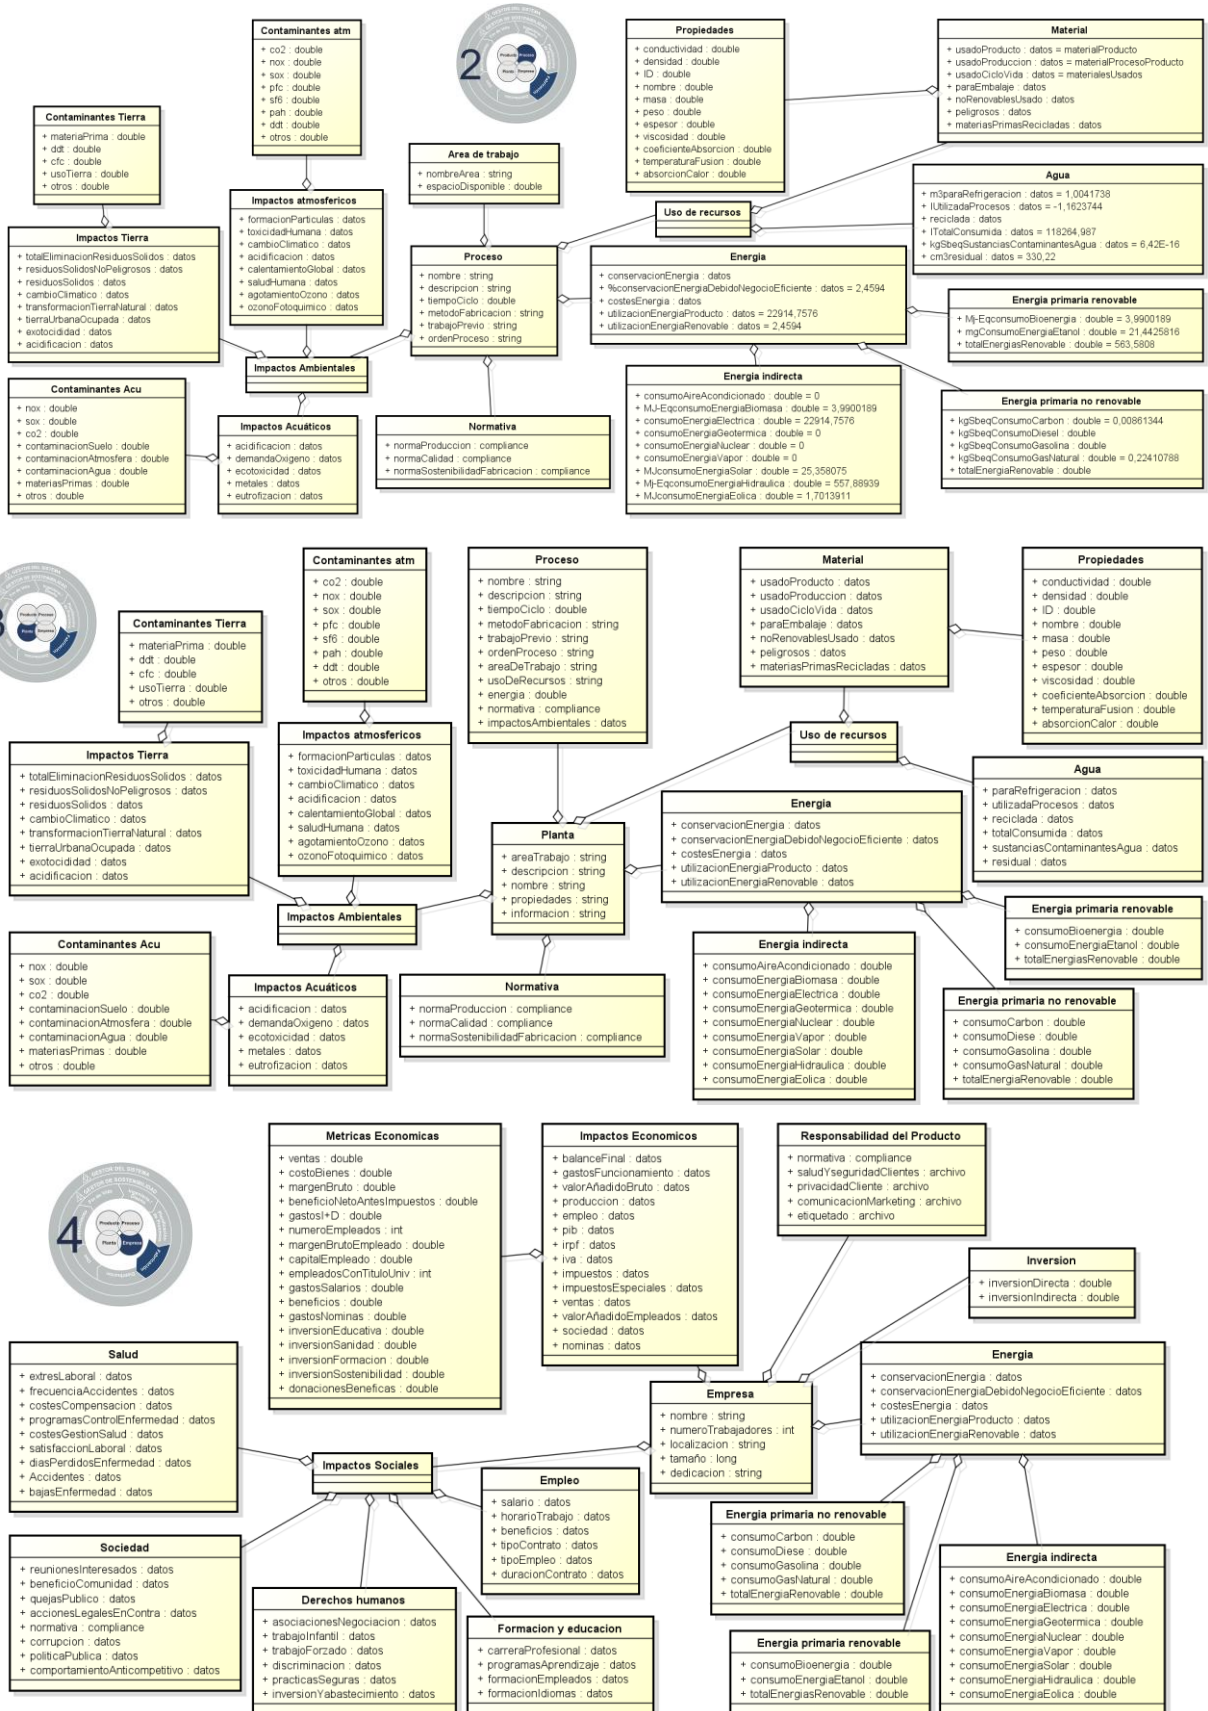 Contaminantes atm
+ co2 : double
+ nox : double
+ sox : double
+ pfc : double
+ sf6 : double
+ pah : double
+ ddt : double
+ otros : double
2
GESTOR DEL SISTEMA
GESTOR DE SOSTENIBILIDAD
Producto
Proceso
Planta
Empresa
Propiedades
+ conductividad : double
+ densidad : double
+ ID : double
+ nombre : double
+ masa : double
+ peso : double
+ espesor : double
+ viscosidad : double
+ coeficienteAbsorcion : double
+ temperaturaFusion : double
+ absorcionCalor : double
Material
+ usadoProducto : datos = materialProducto
+ usadoProduccion : datos = materialProcesoProducto
+ usadoCicloVida : datos = materialesUsados
+ paraEmbalaje : datos
+ noRenovablesUsado : datos
+ peligrosos : datos
+ materiasPrimasRecicladas : datos
Contaminantes Tierra
+ materiaPrima : double
+ ddt : double
+ cfc : double
+ usoTierra : double
+ otros : double
Area de trabajo
+ nombreArea : string
+ espacioDisponible : double
Agua
+ m3paraRefrigeracion : datos = 1,0041738
+ lUtilizadaProcesos : datos = -1,1623744
+ reciclada : datos
+ lTotalConsumida : datos = 118264,987
+ kgSbeqSustanciasContaminantesAgua : datos = 6,42E-16
+ cm3residual : datos = 330,22
Impactos atmosfericos
+ formacionParticulas : datos
+ toxicidadHumana : datos
+ cambioClimatico : datos
+ acidificacion : datos
+ calentamientoGlobal : datos
+ saludHumana : datos
+ agotamientoOzono : datos
+ ozonoFotoquimico : datos
Uso de recursos
Impactos Tierra
+ totalEliminacionResiduosSolidos : datos
+ residuosSolidosNoPeligrosos : datos
+ residuosSolidos : datos
+ cambioClimatico : datos
+ transformacionTierraNatural : datos
+ tierraUrbanaOcupada : datos
+ exotocididad : datos
+ acidificacion : datos
Proceso
+ nombre : string
+ descripcion : string
+ tiempoCiclo : double
+ metodoFabricacion : string
+ trabajoPrevio : string
+ ordenProceso : string
Energia
+ conservacionEnergia : datos
+ %conservacionEnergiaDebidoNegocioEficiente : datos = 2,4594
+ costesEnergia : datos
+ utilizacionEnergiaProducto : datos = 22914,7576
+ utilizacionEnergiaRenovable : datos = 2,4594
Energia primaria renovable
+ Mj-EqconsumoBioenergia : double = 3,9900189
+ mgConsumoEnergiaEtanol : double = 21,4425816
+ totalEnergiasRenovable : double = 563,5808
Impactos Ambientales
Contaminantes Acu
+ nox : double
+ sox : double
+ co2 : double
+ contaminacionSuelo : double
+ contaminacionAtmosfera : double
+ contaminacionAgua : double
+ materiasPrimas : double
+ otros : double
Impactos Acuáticos
+ acidificacion : datos
+ demandaOxigeno : datos
+ ecotoxicidad : datos
+ metales : datos
+ eutrofizacion : datos
Normativa
+ normaProduccion : compliance
+ normaCalidad : compliance
+ normaSostenibilidadFabricacion : compliance
Energia indirecta
+ consumoAireAcondicionado : double = 0
+ MJ-EqconsumoEnergiaBiomasa : double = 3,9900189
+ consumoEnergiaElectrica : double = 22914,7576
+ consumoEnergiaGeotermica : double = 0
+ consumoEnergiaNuclear : double = 0
+ consumoEnergiaVapor : double = 0
+ MJconsumoEnergiaSolar : double = 25,358075
+ Mj-EqconsumoEnergiaHidraulica : double = 557,88939
+ MJconsumoEnergiaEolica : double = 1,7013911
Energia primaria no renovable
+ kgSbeqConsumoCarbon : double = 0,00861344
+ kgSbeqConsumoDiesel : double
+ kgSbeqConsumoGasolina : double
+ kgSbeqConsumoGasNatural : double = 0,22410788
+ totalEnergiaRenovable : double
GESTOR DEL SISTEMA
Producto
Proceso
Planta
Empresa
Contaminantes Tierra
+ materiaPrima : double
+ ddt : double
+ cfc : double
+ usoTierra : double
+ otros : double
Contaminantes atm
+ co2 : double
+ nox : double
+ sox : double
+ pfc : double
+ sf6 : double
+ pah : double
+ ddt : double
+ otros : double
Proceso
+ nombre : string
+ descripcion : string
+ tiempoCiclo : double
+ metodoFabricacion : string
+ trabajoPrevio : string
+ ordenProceso : string
+ areaDeTrabajo : string
+ usoDeRecursos : string
+ energia : double
+ normativa : compliance
+ impactosAmbientales : datos
Material
+ usadoProducto : datos
+ usadoProduccion : datos
+ usadoCicloVida : datos
+ paraEmbalaje : datos
+ noRenovablesUsado : datos
+ peligrosos : datos
+ materiasPrimasRecicladas : datos
Propiedades
+ conductividad : double
+ densidad : double
+ ID : double
+ nombre : double
+ masa : double
+ peso : double
+ espesor : double
+ viscosidad : double
+ coeficienteAbsorcion : double
+ temperaturaFusion : double
+ absorcionCalor : double
Impactos Tierra
+ totalEliminacionResiduosSolidos : datos
+ residuosSolidosNoPeligrosos : datos
+ residuosSolidos : datos
+ cambioClimatico : datos
+ transformacionTierraNatural : datos
+ tierraUrbanaOcupada : datos
+ exotocididad : datos
+ acidificacion : datos
Impactos atmosfericos
+ formacionParticulas : datos
+ toxicidadHumana : datos
+ cambioClimatico : datos
+ acidificacion : datos
+ calentamientoGlobal : datos
+ saludHumana : datos
+ agotamientoOzono : datos
+ ozonoFotoquimico : datos
Uso de recursos
Agua
+ paraRefrigeracion : datos
+ utilizadaProcesos : datos
+ reciclada : datos
+ totalConsumida : datos
+ sustanciasContaminantesAgua : datos
+ residual : datos
Planta
+ areaTrabajo : string
+ descripcion : string
+ nombre : string
+ propiedades : string
+ informacion : string
Energia
+ conservacionEnergia : datos
+ conservacionEnergiaDebidoNegocioEficiente : datos
+ costesEnergia : datos
+ utilizacionEnergiaProducto : datos
+ utilizacionEnergiaRenovable : datos
Impactos Ambientales
Energia primaria renovable
+ consumoBioenergia : double
+ consumoEnergiaEtanol : double
+ totalEnergiasRenovable : double
Contaminantes Acu
+ nox : double
+ sox : double
+ co2 : double
+ contaminacionSuelo : double
+ contaminacionAtmosfera : double
+ contaminacionAgua : double
+ materiasPrimas : double
+ otros : double
Impactos Acuáticos
+ acidificacion : datos
+ demandaOxigeno : datos
+ ecotoxicidad : datos
+ metales : datos
+ eutrofizacion : datos
Normativa
+ normaProduccion : compliance
+ normaCalidad : compliance
+ normaSostenibilidadFabricacion : compliance
Energia indirecta
+ consumoAireAcondicionado : double
+ consumoEnergiaBiomasa : double
+ consumoEnergiaElectrica : double
+ consumoEnergiaGeotermica : double
+ consumoEnergiaNuclear : double
+ consumoEnergiaVapor : double
+ consumoEnergiaSolar : double
+ consumoEnergiaHidraulica : double
+ consumoEnergiaEolica : double
Energia primaria no renovable
+ consumoCarbon : double
+ consumoDiese : double
+ consumoGasolina : double
+ consumoGasNatural : double
+ totalEnergiaRenovable : double
4
GESTOR DEL SISTEMA
GESTOR DE SOSTENIBILIDAD
Producto
Proceso
Planta
Empresa
Metricas Economicas
+ ventas : double
+ costoBienes : double
+ margenBruto : double
+ beneficioNetoAntesImpuestos : double
+ gastosI+D : double
+ numeroEmpleados : int
+ margenBrutoEmpleado : double
+ capitalEmpleado : double
+ empleadosConTituloUniv : int
+ gastosSalarios : double
+ beneficios : double
+ gastosNominas : double
+ inversionEducativa : double
+ inversionSanidad : double
+ inversionFormacion : double
+ inversionSostenibilidad : double
+ donacionesBeneficas : double
Impactos Economicos
+ balanceFinal : datos
+ gastosFuncionamiento : datos
+ valorAñadidoBruto : datos
+ produccion : datos
+ empleo : datos
+ pib : datos
+ irpf : datos
+ iva : datos
+ impuestos : datos
+ impuestosEspeciales : datos
+ ventas : datos
+ valorAñadidoEmpleados : datos
+ sociedad : datos
+ nominas : datos
Responsabilidad del Producto
+ normativa : compliance
+ saludYseguridadClientes : archivo
+ privacidadCliente : archivo
+ comunicacionMarketing : archivo
+ etiquetado : archivo
Inversion
+ inversionDirecta : double
+ inversionIndirecta : double
Salud
+ extresLaboral : datos
+ frecuenciaAccidentes : datos
+ costesCompensacion : datos
+ programasControlEnfermedad : datos
+ costesGestionSalud : datos
+ satisfaccionLaboral : datos
+ diasPerdidosEnfermedad : datos
+ Accidentes : datos
+ bajasEnfermedad : datos
Empresa
+ nombre : string
+ numeroTrabajadores : int
+ localizacion : string
+ tamaño : long
+ dedicacion : string
Energia
+ conservacionEnergia : datos
+ conservacionEnergiaDebidoNegocioEficiente : datos
+ costesEnergia : datos
+ utilizacionEnergiaProducto : datos
+ utilizacionEnergiaRenovable : datos
Impactos Sociales
Empleo
+ salario : datos
+ horarioTrabajo : datos
+ beneficios : datos
+ tipoContrato : datos
+ tipoEmpleo : datos
+ duracionContrato : datos
Energia primaria no renovable
+ consumoCarbon : double
+ consumoDiese : double
+ consumoGasolina : double
+ consumoGasNatural : double
+ totalEnergiaRenovable : double
Sociedad
+ reunionesInteresados : datos
+ beneficioComunidad : datos
+ quejasPublico : datos
+ accionesLegalesEnContra : datos
+ normativa : compliance
+ corrupcion : datos
+ politicaPublica : datos
+ comportamientoAnticompetitivo : datos
Derechos humanos
+ asociacionesNegociacion : datos
+ trabajoInfantil : datos
+ trabajoForzado : datos
+ discriminacion : datos
+ practicasSeguras : datos
+ inversionYabastecimiento : datos
Formacion y educacion
+ carreraProfesional : datos
+ programasAprendizaje : datos
+ formacionEmpleados : datos
+ formacionIdiomas : datos
Energia primaria renovable
+ consumoBioenergia : double
+ consumoEnergiaEtanol : double
+ totalEnergiasRenovable : double
Energia indirecta
+ consumoAireAcondicionado : double
+ consumoEnergiaBiomasa : double
+ consumoEnergiaElectrica : double
+ consumoEnergiaGeotermica : double
+ consumoEnergiaNuclear : double
+ consumoEnergiaVapor : double
+ consumoEnergiaSolar : double
+ consumoEnergiaHidraulica : double
+ consumoEnergiaEolica : double